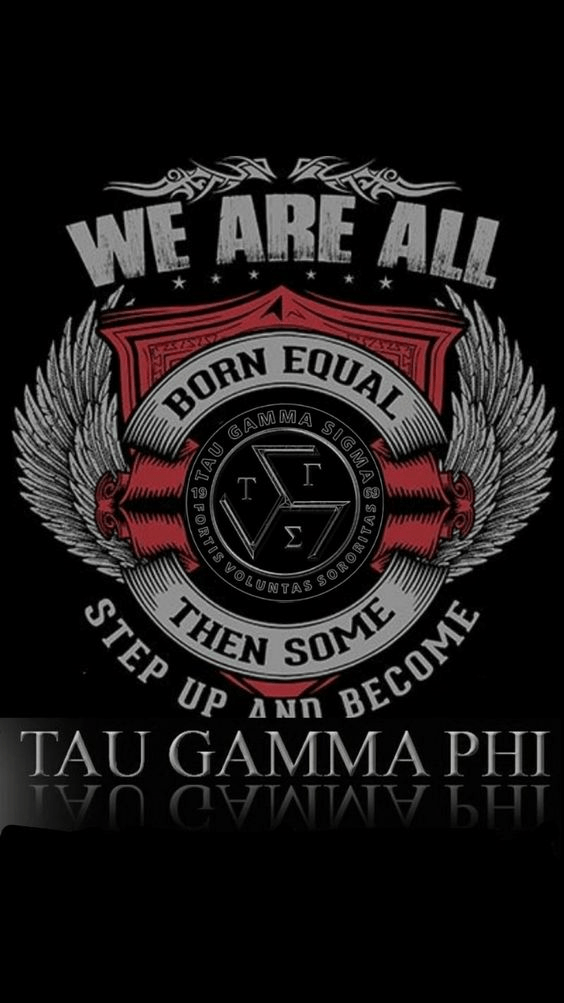 WE ARE ALL
BORN EQUAL
TAU GAMMA SIGMA
19 69
T Γ
Σ
FORTIS VOLUNTAS SORORITAS
THEN SOME
STEP UP AND BECOME
TAU GAMMA PHI